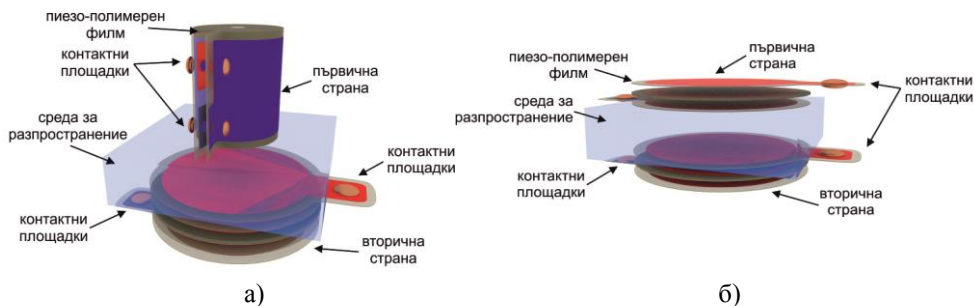 пиезо-полимерен
филм
контактни
площадки
първична
страна
среда за
разпространение
контактни
площадки
контактни
площадки
вторична
страна
а)
първична
страна
пиезо-полимерен
филм
контактни
площадки
среда за
разпространение
контактни
площадки
вторична
страна
б)